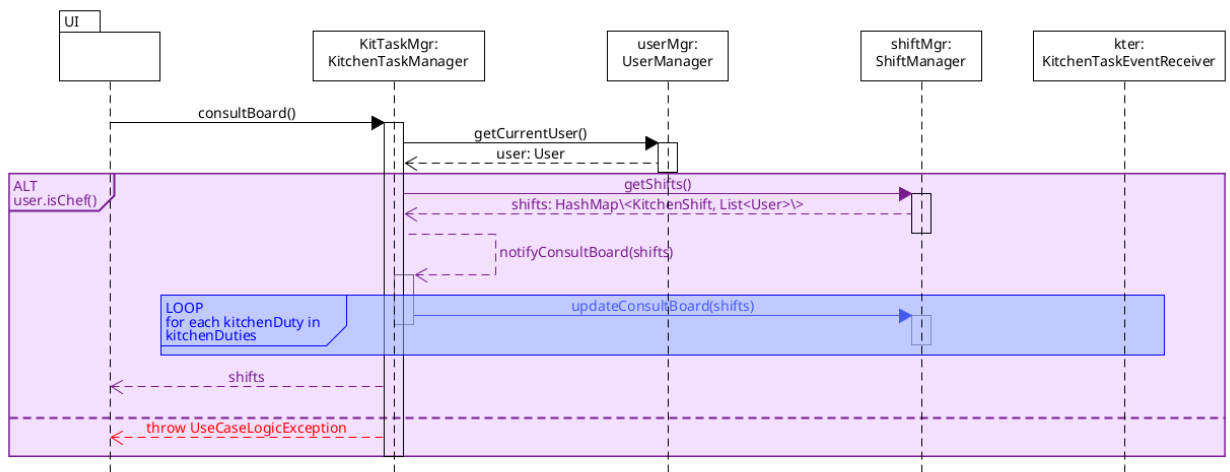 UI
KitTaskMgr:
KitchenTaskManager
userMgr:
UserManager
shiftMgr:
ShiftManager
kter:
KitchenTaskEventReceiver
consultBoard()
getCurrentUser()
user: User
ALT
user.isChef()
getShifts()
shifts: HashMap\<KitchenShift, List<User>\>
notifyConsultBoard(shifts)
LOOP
for each kitchenDuty in
kitchenDuties
updateConsultBoard(shifts)
shifts
throw UseCaseLogicException